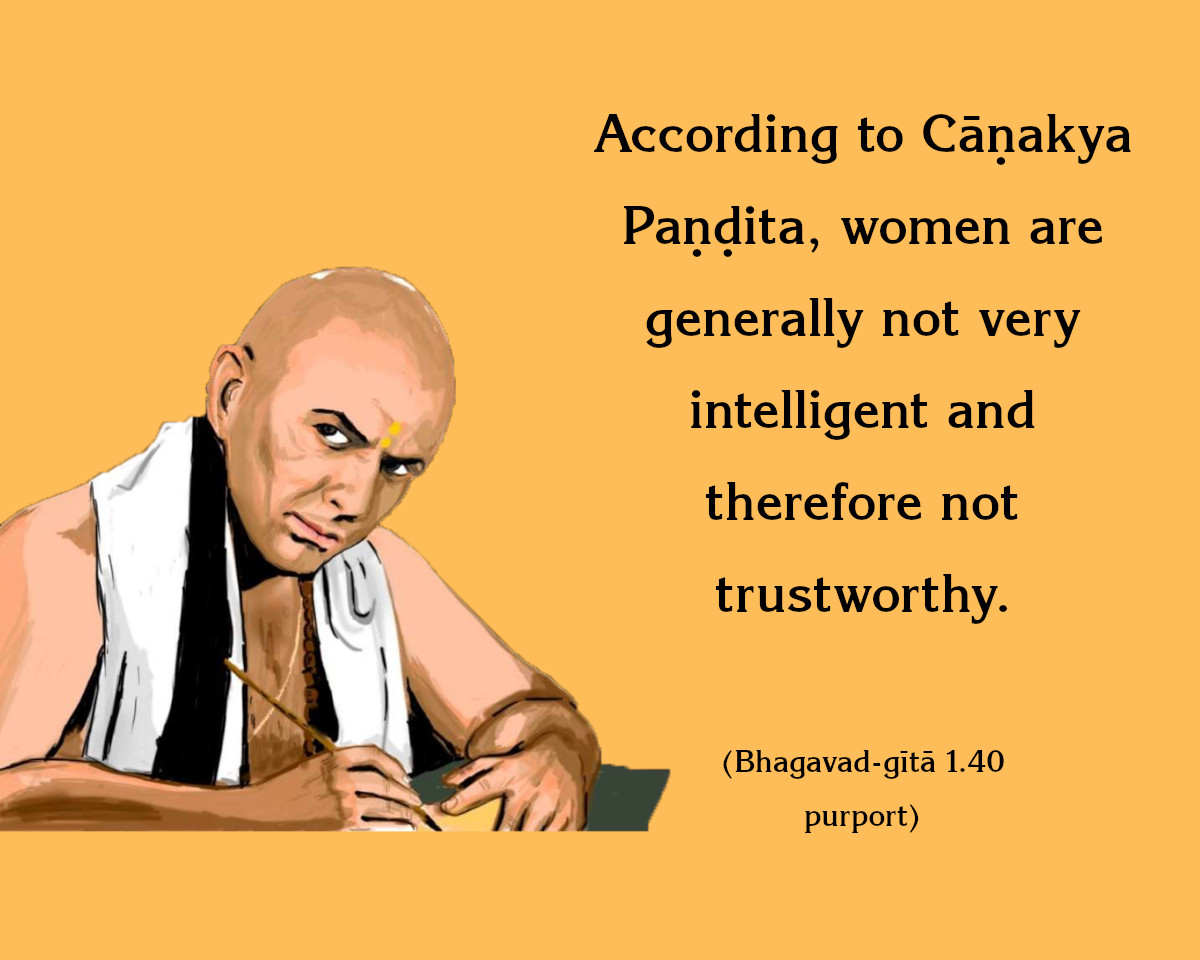 According to Cāṇakya
Paṇḍita, women are
generally not very
intelligent and
therefore not
trustworthy.
(Bhagavad-gītā 1.40
purport)